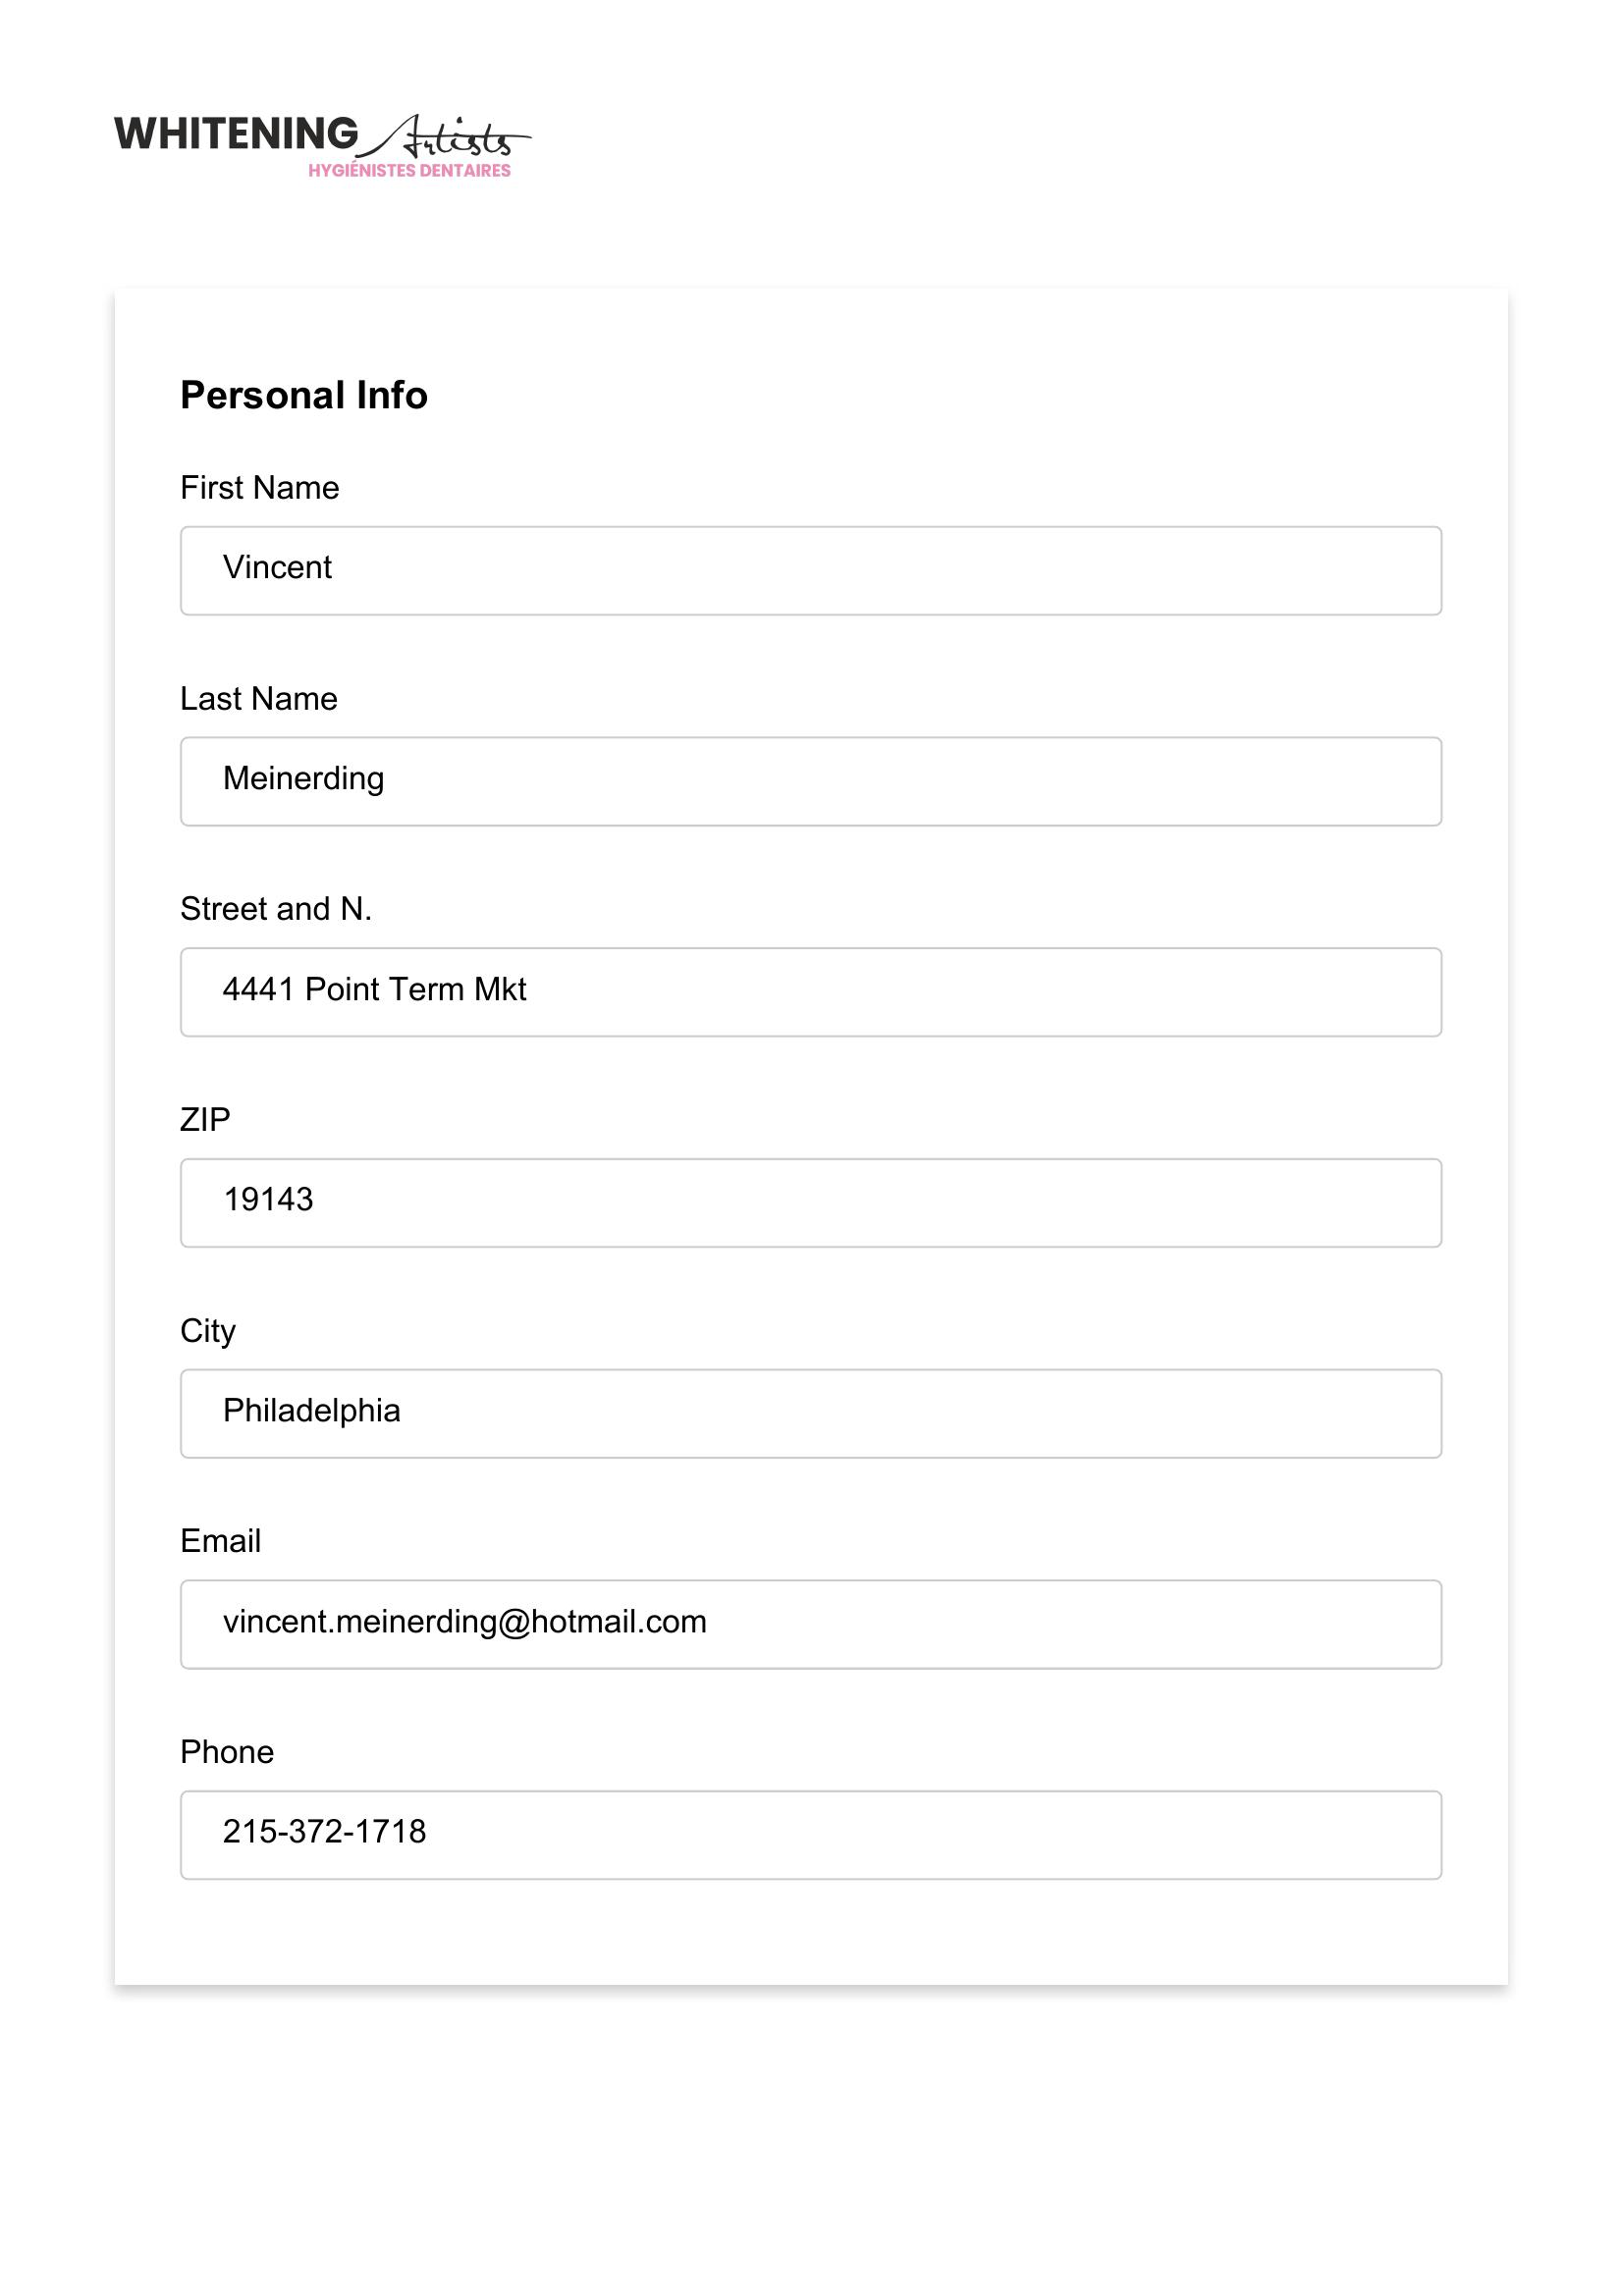 WHITENING Artists
HYGIÉNISTES DENTAIRES
Personal Info
First Name
Vincent
Last Name
Meinerding
Street and N.
4441 Point Term Mkt
ZIP
19143
City
Philadelphia
Email
vincent.meinerding@hotmail.com
Phone
215-372-1718